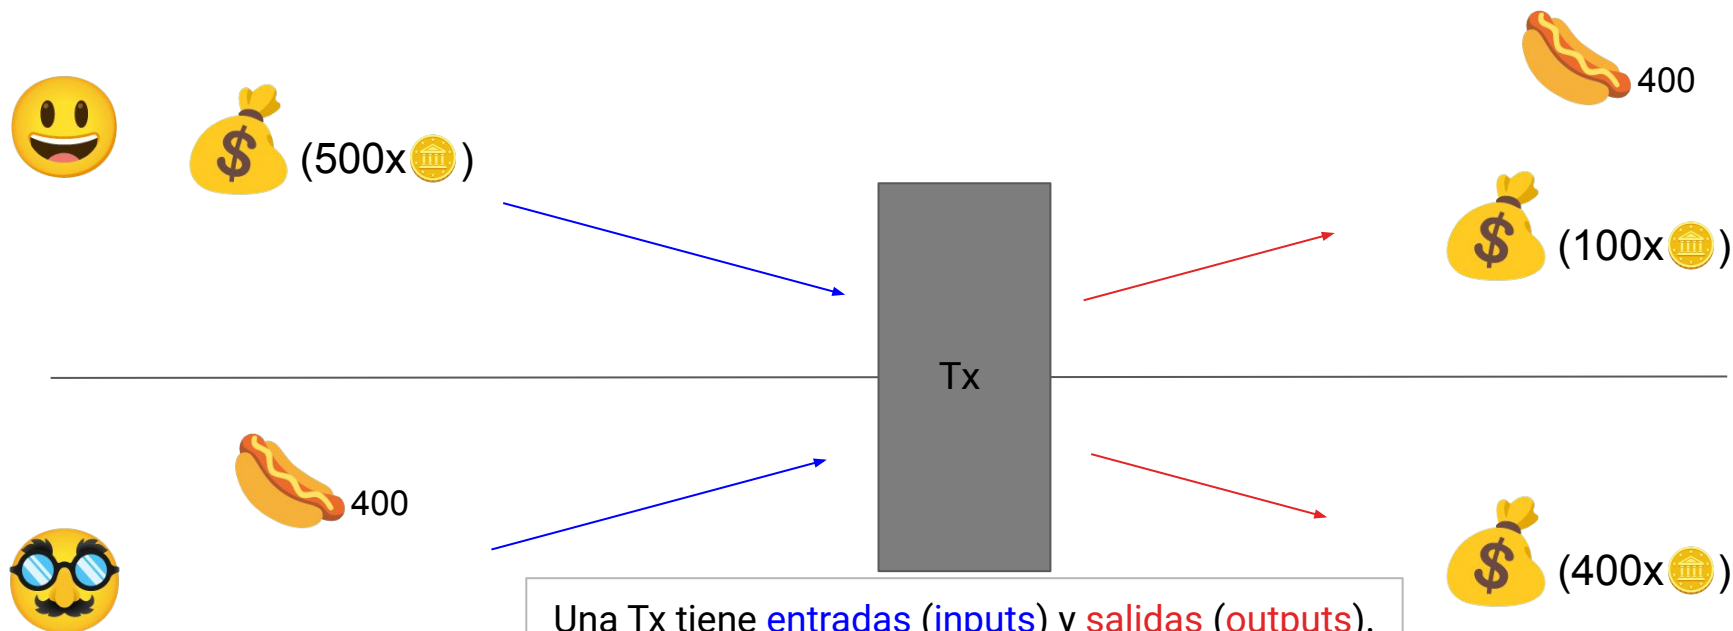 400
(500x🪙)
(100x🪙)
Tx
400
(400x🪙)
Una Tx tiene entradas (inputs) y salidas (outputs).